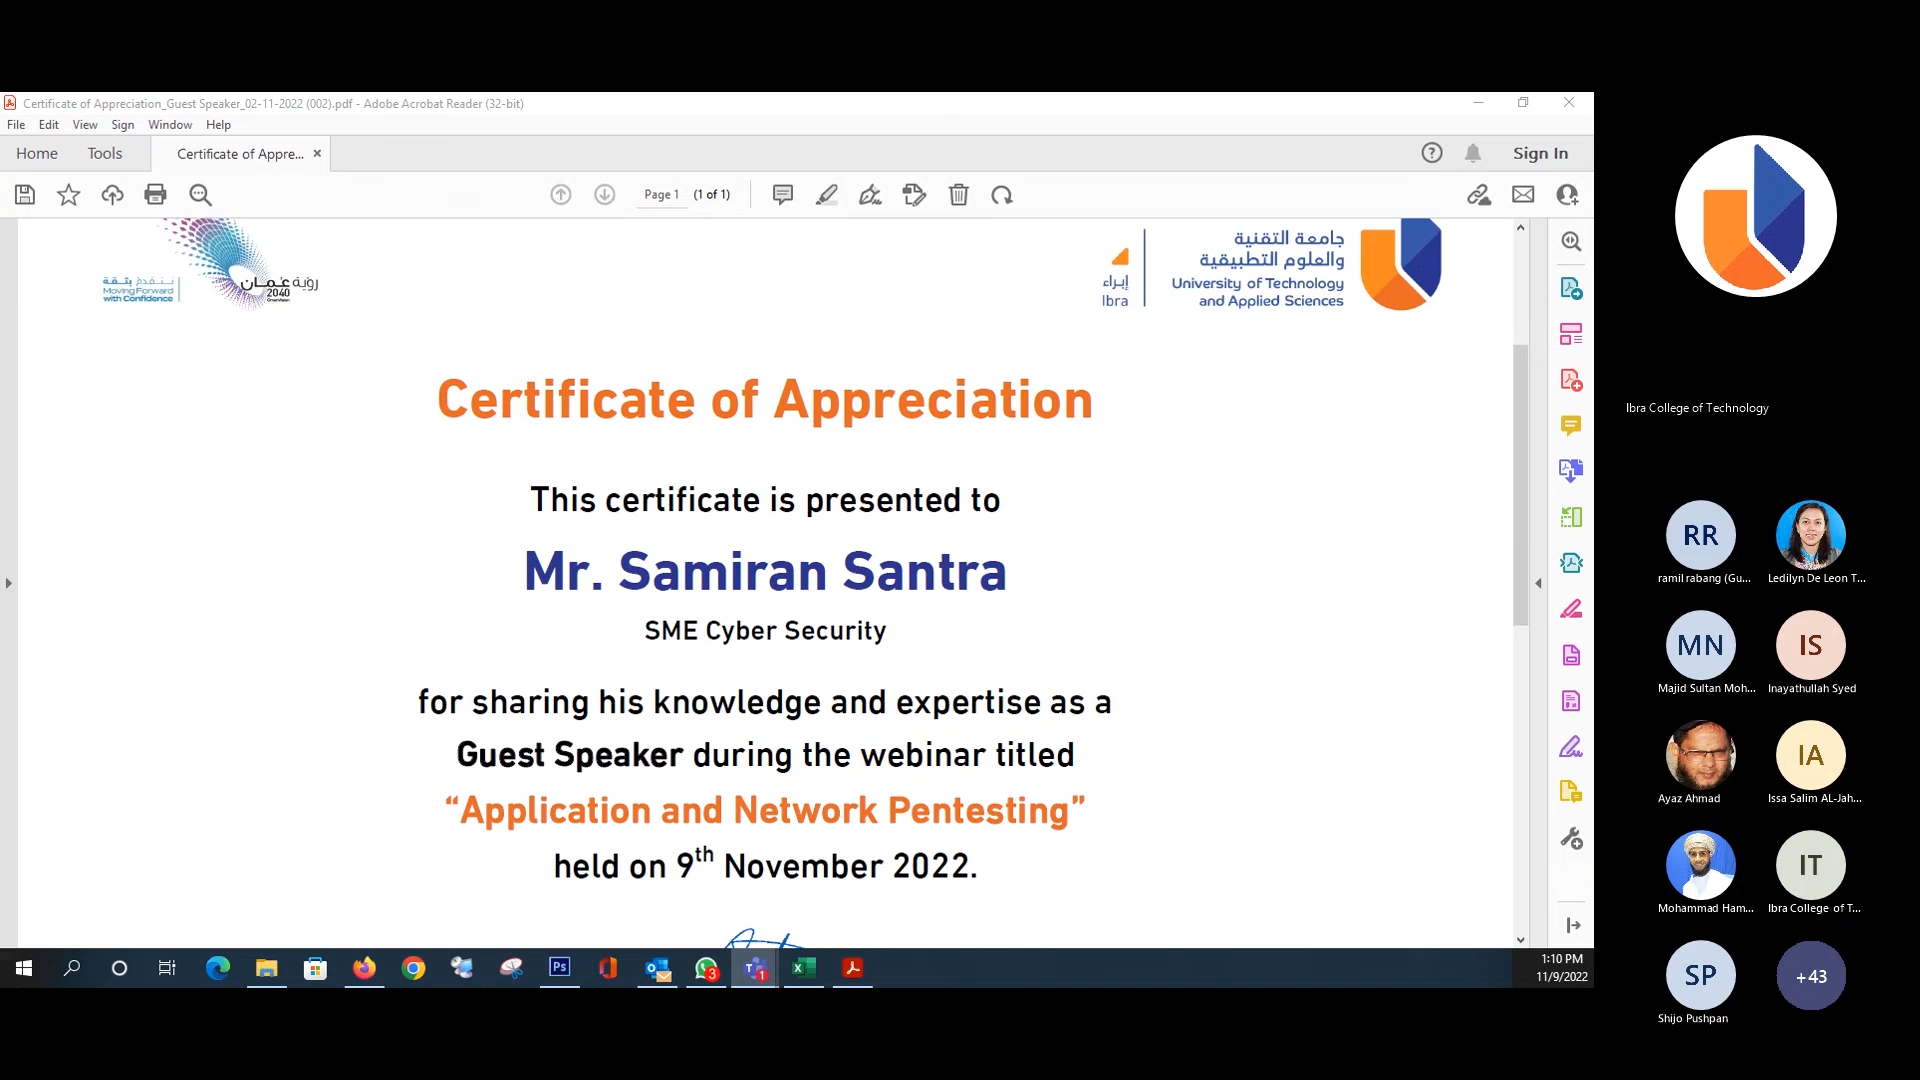 Certificate of Appreciation_Guest Speaker_02-11-2022 (002).pdf - Adobe Acrobat Reader (32-bit)
File Edit View Sign Window Help
Home Tools Certificate of Appre... × Sign In
Page 1 (1 of 1)
نتقدم بثقة
Moving Forward
with Confidence
رؤية عُمان
2040
OmanVision
إبراء
Ibra
جامعة التقنية
والعلوم التطبيقية
University of Technology
and Applied Sciences
Certificate of Appreciation
This certificate is presented to
Mr. Samiran Santra
SME Cyber Security
for sharing his knowledge and expertise as a
Guest Speaker during the webinar titled
“Application and Network Pentesting”
held on 9th November 2022.
Ps
3
1
1:10 PM
11/9/2022
Ibra College of Technology
RR
ramil rabang (Gu...
Ledilyn De Leon T...
MN
Majid Sultan Moh...
IS
Inayathullah Syed
Ayaz Ahmad
IA
Issa Salim AL-Jah...
Mohammad Ham...
IT
Ibra College of T...
SP
Shijo Pushpan
+43